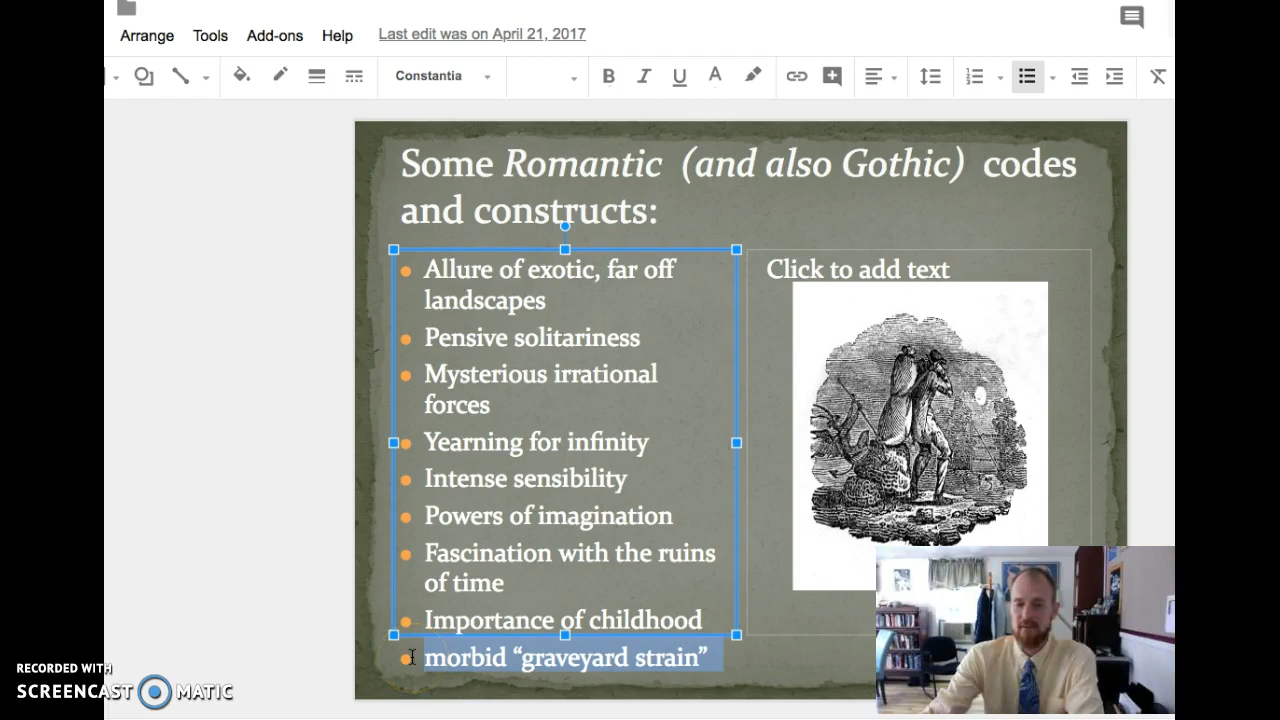 Arrange Tools Add-ons Help Last edit was on April 21, 2017
Constantia B I U A
Some Romantic (and also Gothic) codes
and constructs:
Allure of exotic, far off
landscapes
Pensive solitariness
Mysterious irrational
forces
Yearning for infinity
Intense sensibility
Powers of imagination
Fascination with the ruins
of time
Importance of childhood
morbid “graveyard strain”
Click to add text
RECORDED WITH
SCREENCAST MATIC